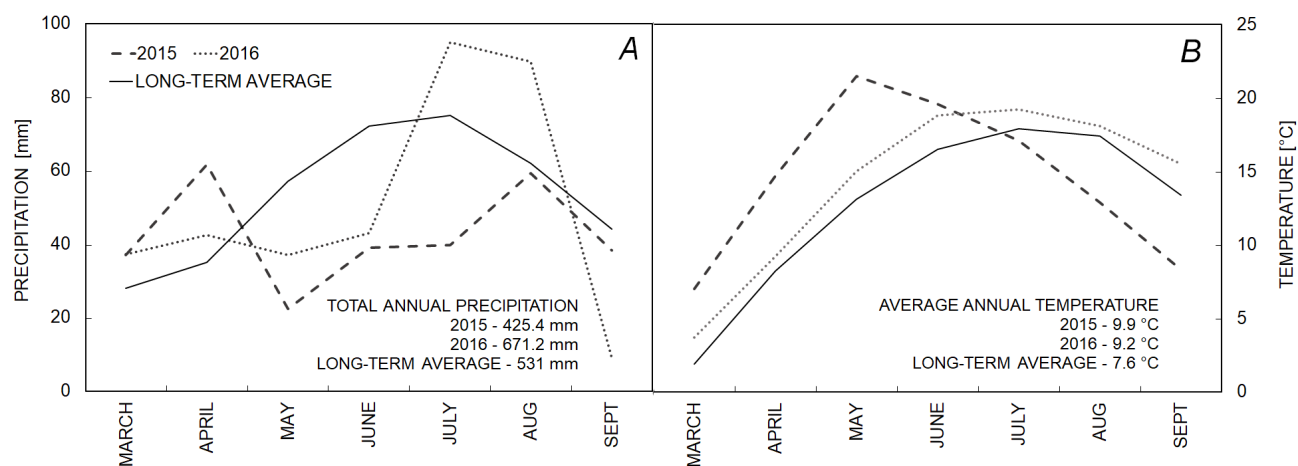 100
80
60
40
20
0
PRECIPITATION [mm]
2015
2016
LONG-TERM AVERAGE
A
TOTAL ANNUAL PRECIPITATION
2015 - 425.4 mm
2016 - 671.2 mm
LONG-TERM AVERAGE - 531 mm
MARCH
APRIL
MAY
JUNE
JULY
AUG
SEPT
B
AVERAGE ANNUAL TEMPERATURE
2015 - 9.9 °C
2016 - 9.2 °C
LONG-TERM AVERAGE - 7.6 °C
MARCH
APRIL
MAY
JUNE
JULY
AUG
SEPT
25
20
15
10
5
0
TEMPERATURE [°C]